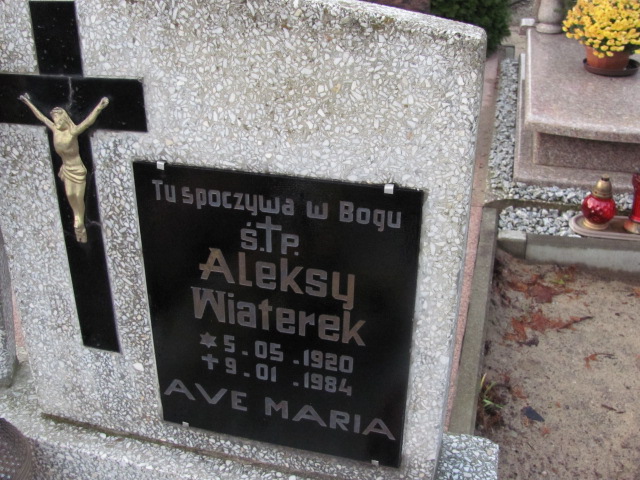 Tu spoczywa w Bogu
Ś.†P.
Aleksy
Wiaterek
* 5.05.1920
† 9.01.1984
AVE MARIA